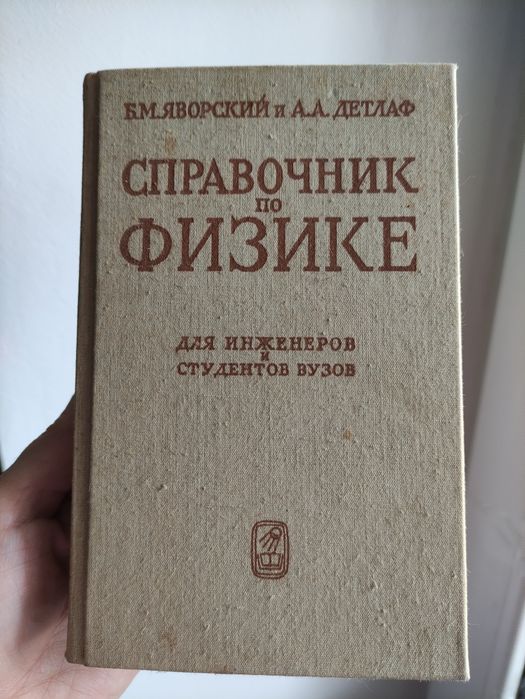 Б.М.ЯВОРСКИЙ и А.А.ДЕТЛАФ
СПРАВОЧНИК
ПО
ФИЗИКЕ
ДЛЯ ИНЖЕНЕРОВ
И
СТУДЕНТОВ ВУЗОВ